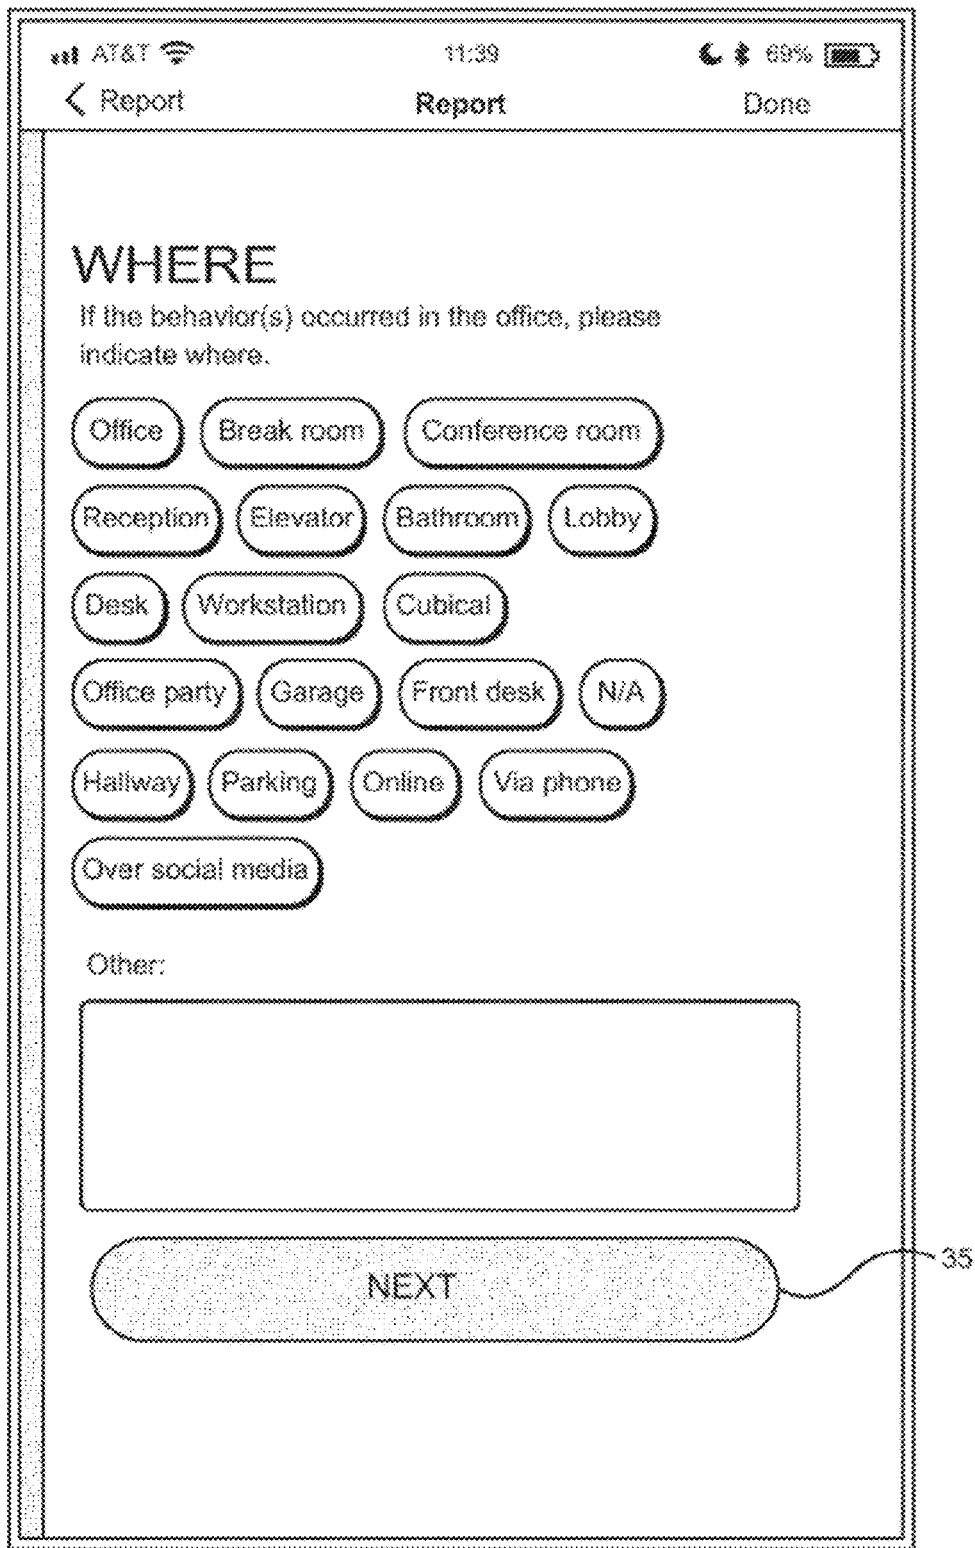 AT&T 11:39 69%
Report Report Done
WHERE
If the behavior(s) occurred in the office, please
indicate where.
Office Break room Conference room
Reception Elevator Bathroom Lobby
Desk Workstation Cubical
Office party Garage Front desk N/A
Hallway Parking Online Via phone
Over social media
Other:
NEXT
35